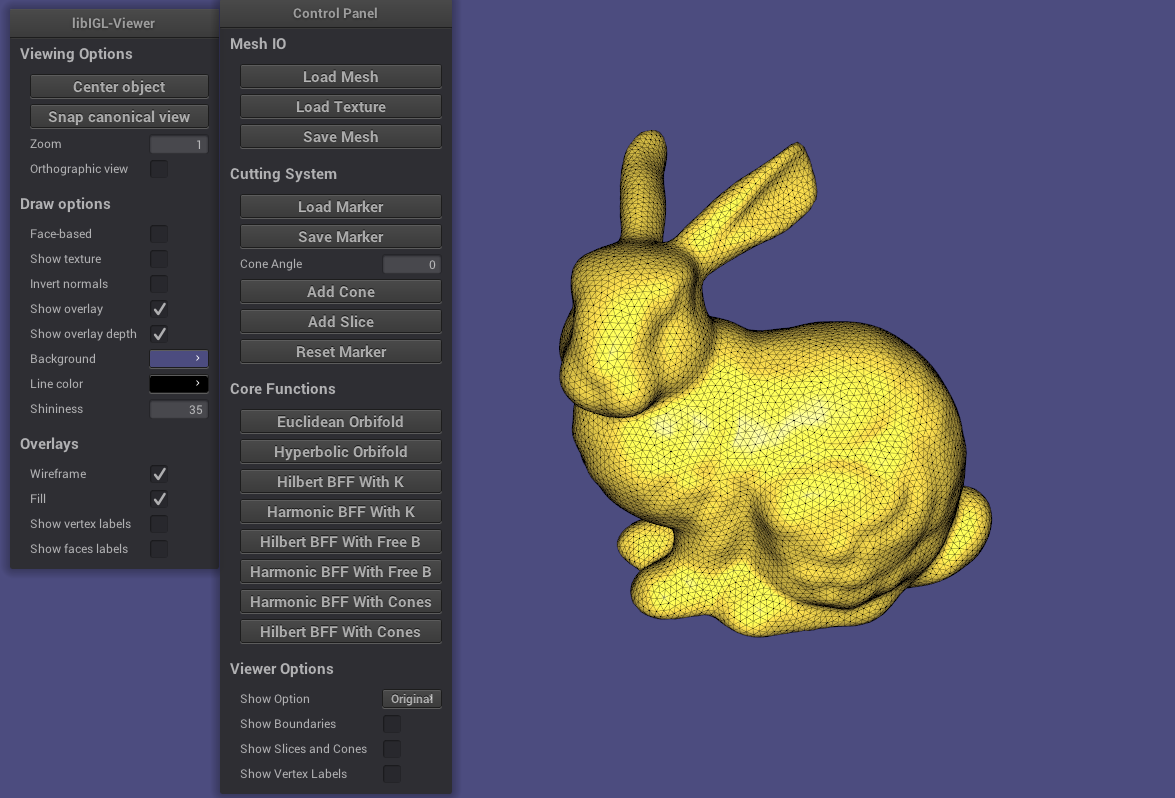 libIGL-Viewer
Viewing Options
Center object
Snap canonical view
Zoom 1
Orthographic view
Draw options
Face-based
Show texture
Invert normals
Show overlay
Show overlay depth
Background
Line color
Shininess 35
Overlays
Wireframe
Fill
Show vertex labels
Show faces labels
Control Panel
Mesh IO
Load Mesh
Load Texture
Save Mesh
Cutting System
Load Marker
Save Marker
Cone Angle 0
Add Cone
Add Slice
Reset Marker
Core Functions
Euclidean Orbifold
Hyperbolic Orbifold
Hilbert BFF With K
Harmonic BFF With K
Hilbert BFF With Free B
Harmonic BFF With Free B
Harmonic BFF With Cones
Hilbert BFF With Cones
Viewer Options
Show Option Original
Show Boundaries
Show Slices and Cones
Show Vertex Labels